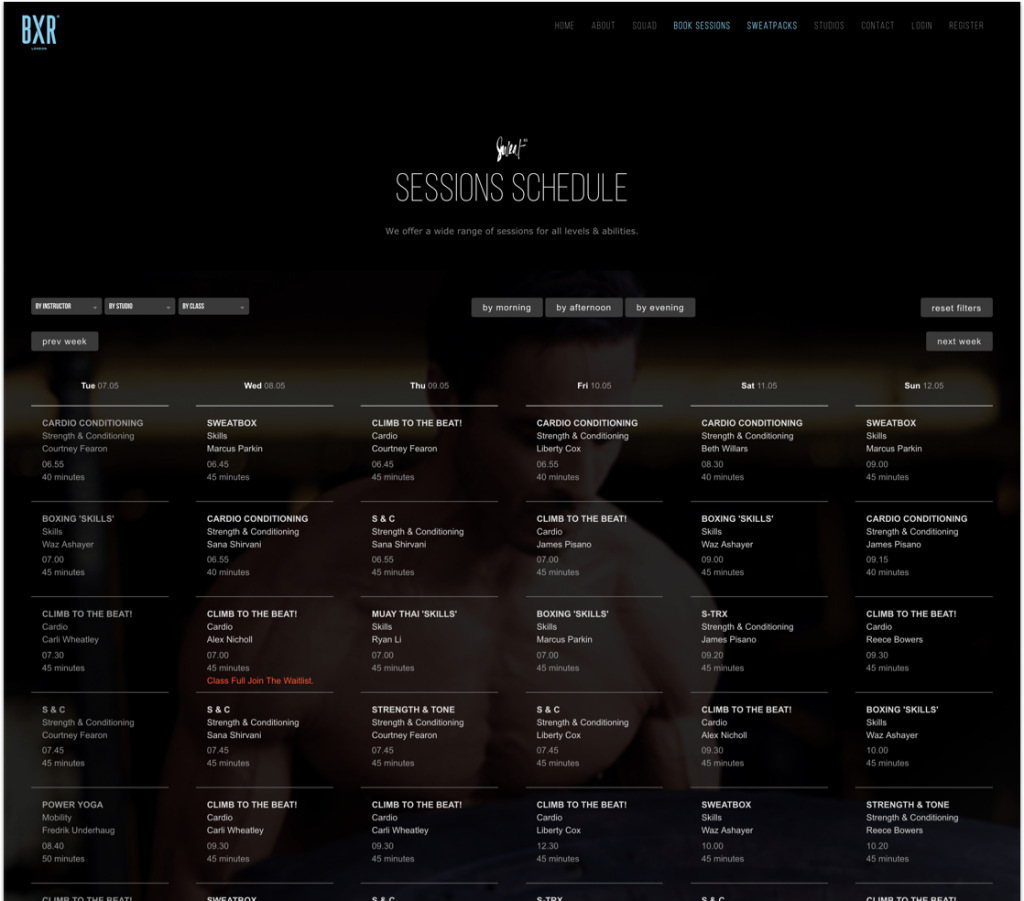 BXR
LONDON
HOME ABOUT SQUAD BOOK SESSIONS SWEATPACKS STUDIOS CONTACT LOGIN REGISTER
Sweat
SESSIONS SCHEDULE
We offer a wide range of sessions for all levels & abilities.
BY INSTRUCTOR BY STUDIO BY CLASS by morning by afternoon by evening reset filters
prev week next week
Tue 07.05
CARDIO CONDITIONING
Strength & Conditioning
Courtney Fearon
06.55
40 minutes
BOXING 'SKILLS'
Skills
Waz Ashayer
07.00
45 minutes
CLIMB TO THE BEAT!
Cardio
Carli Wheatley
07.30
45 minutes
S & C
Strength & Conditioning
Courtney Fearon
07.45
45 minutes
POWER YOGA
Mobility
Fredrik Underhaug
08.40
50 minutes
CLIMB TO THE BEAT!
Wed 08.05
SWEATBOX
Skills
Marcus Parkin
06.45
45 minutes
CARDIO CONDITIONING
Strength & Conditioning
Sana Shirvani
06.55
40 minutes
CLIMB TO THE BEAT!
Cardio
Alex Nicholl
07.00
45 minutes
Class Full Join The Waitlist.
S & C
Strength & Conditioning
Sana Shirvani
07.45
45 minutes
CLIMB TO THE BEAT!
Cardio
Carli Wheatley
09.30
45 minutes
SWEATBOX
Thu 09.05
CLIMB TO THE BEAT!
Cardio
Courtney Fearon
06.45
45 minutes
S & C
Strength & Conditioning
Sana Shirvani
06.55
45 minutes
MUAY THAI 'SKILLS'
Skills
Ryan Li
07.00
45 minutes
STRENGTH & TONE
Strength & Conditioning
Courtney Fearon
07.45
45 minutes
CLIMB TO THE BEAT!
Cardio
Carli Wheatley
09.30
45 minutes
S & C
Fri 10.05
CARDIO CONDITIONING
Strength & Conditioning
Liberty Cox
06.55
40 minutes
CLIMB TO THE BEAT!
Cardio
James Pisano
07.00
45 minutes
BOXING 'SKILLS'
Skills
Marcus Parkin
07.00
45 minutes
S & C
Strength & Conditioning
Liberty Cox
07.45
45 minutes
CLIMB TO THE BEAT!
Cardio
Liberty Cox
12.30
45 minutes
S-TRX
Sat 11.05
CARDIO CONDITIONING
Strength & Conditioning
Beth Willars
08.30
40 minutes
BOXING 'SKILLS'
Skills
Waz Ashayer
09.00
45 minutes
S-TRX
Strength & Conditioning
James Pisano
09.20
45 minutes
CLIMB TO THE BEAT!
Cardio
Alex Nicholl
09.30
45 minutes
SWEATBOX
Skills
Waz Ashayer
10.00
45 minutes
S & C
Sun 12.05
SWEATBOX
Skills
Marcus Parkin
09.00
45 minutes
CARDIO CONDITIONING
Strength & Conditioning
James Pisano
09.15
40 minutes
CLIMB TO THE BEAT!
Cardio
Reece Bowers
09.30
45 minutes
BOXING 'SKILLS'
Skills
Waz Ashayer
10.00
45 minutes
STRENGTH & TONE
Strength & Conditioning
Reece Bowers
10.20
45 minutes
CLIMB TO THE BEAT!